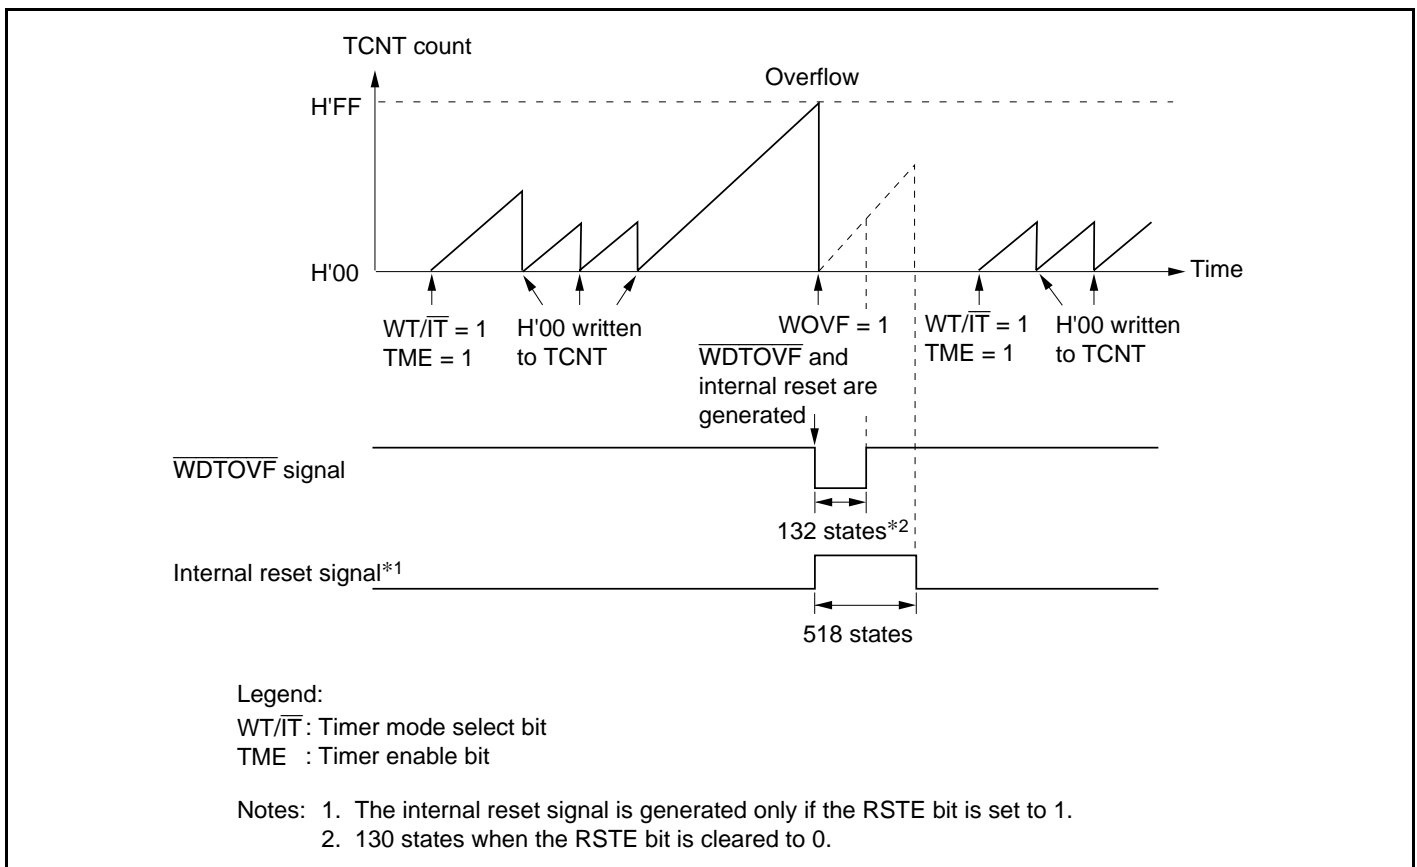 TCNT count
Overflow
H'FF
H'00
Time
WT/IT = 1
TME = 1
H'00 written
to TCNT
WOVF = 1
WDTOVF and
internal reset are
generated
WT/IT = 1
TME = 1
H'00 written
to TCNT
WDTOVF signal
132 states*2
Internal reset signal*1
518 states
Legend:
WT/IT : Timer mode select bit
TME : Timer enable bit
Notes: 1. The internal reset signal is generated only if the RSTE bit is set to 1.
2. 130 states when the RSTE bit is cleared to 0.